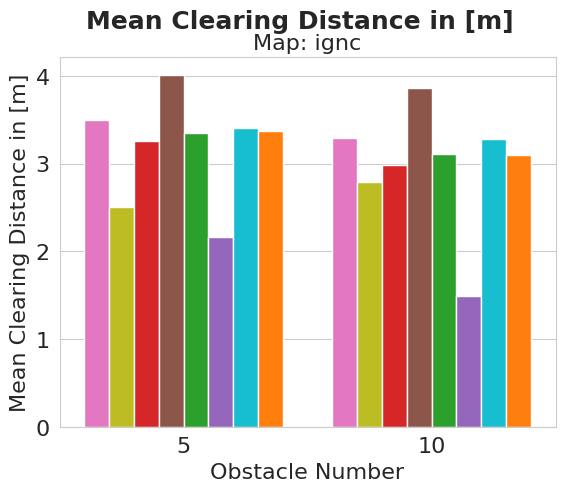 Mean Clearing Distance in [m]
Map: ignc
Mean Clearing Distance in [m]
4
3
2
1
0
5 10
Obstacle Number